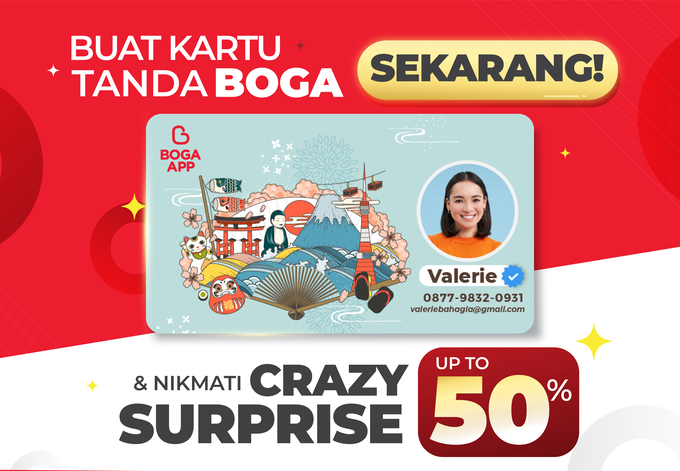 BUAT KARTU
TANDA BOGA
SEKARANG!
BOGA
APP
Valerie
0877-9832-0931
valeriebahagia@gmail.com
& NIKMATI CRAZY
SURPRISE
UP TO
50%